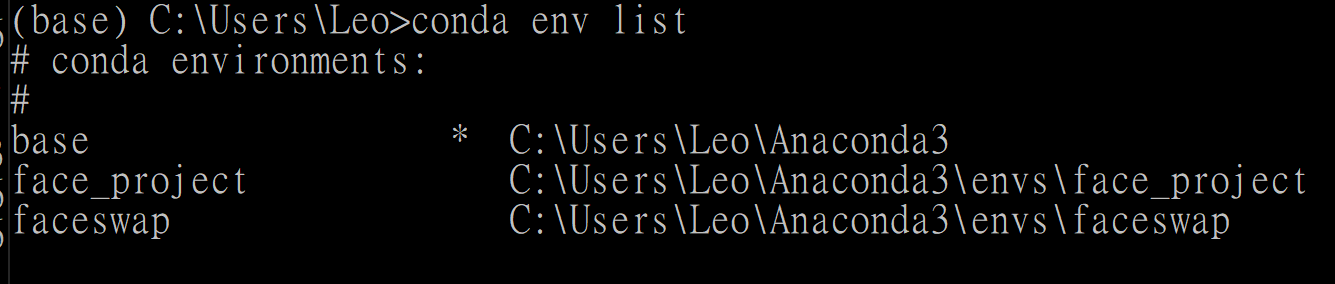 (base) C:\Users\Leo>conda env list
# conda environments:
#
base                  *  C:\Users\Leo\Anaconda3
face_project             C:\Users\Leo\Anaconda3\envs\face_project
faceswap                 C:\Users\Leo\Anaconda3\envs\faceswap